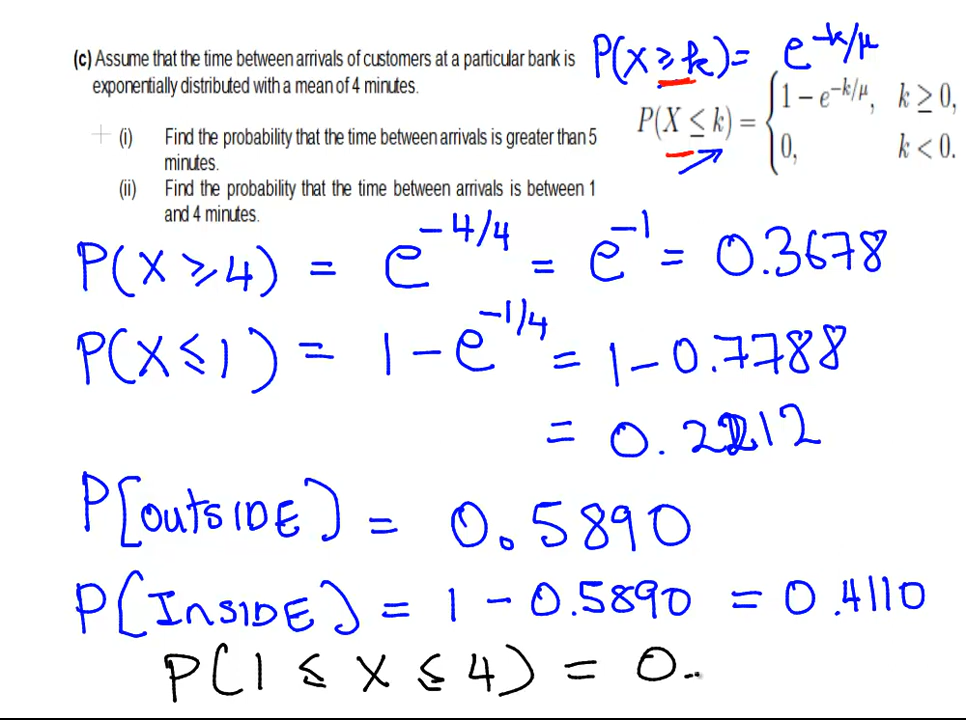 (c) Assume that the time between arrivals of customers at a particular bank is
exponentially distributed with a mean of 4 minutes.
P(X ≥ k) = e^-k/μ
P(X ≤ k) = { 1 − e^−k/μ, k ≥ 0,
0, k < 0.
(i) Find the probability that the time between arrivals is greater than 5
minutes.
(ii) Find the probability that the time between arrivals is between 1
and 4 minutes.
P(X ≥ 4) = e^-4/4 = e^-1 = 0.3678
P(X ≤ 1) = 1 - e^-1/4 = 1 - 0.7788
= 0.2212
P[OUTSIDE] = 0.5890
P[INSIDE] = 1 - 0.5890 = 0.4110
P(1 ≤ X ≤ 4) = 0.